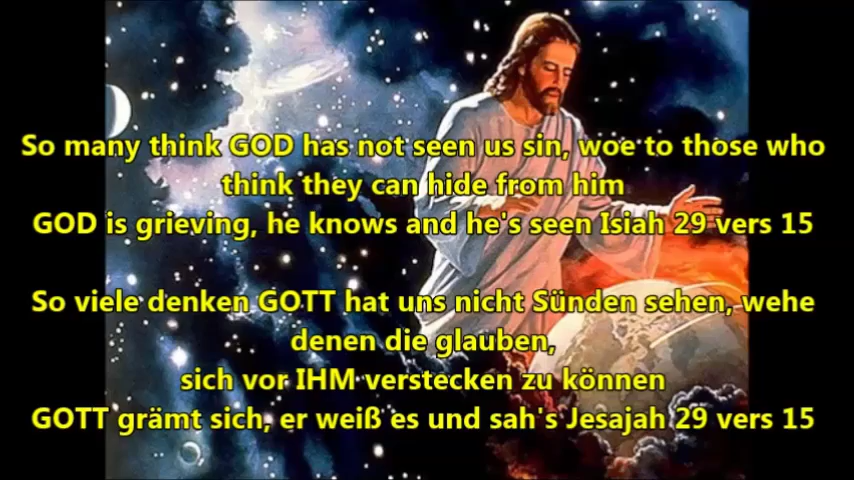 So many think GOD has not seen us sin, woe to those who
think they can hide from him
GOD is grieving, he knows and he's seen Isiah 29 vers 15
So viele denken GOTT hat uns nicht Sünden sehen, wehe
denen die glauben,
sich vor IHM verstecken zu können
GOTT grämt sich, er weiß es und sah's Jesajah 29 vers 15